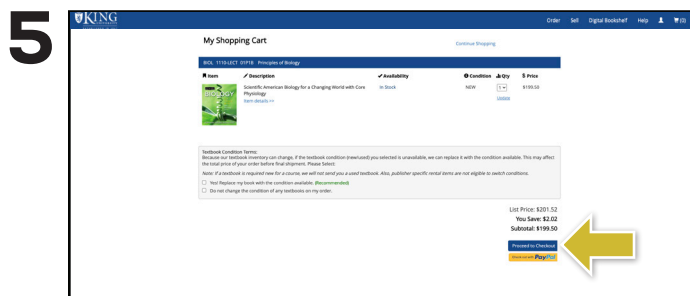 5
KING
Order Sell Digital Bookshelf Help (0)
My Shopping Cart
Continue Shopping
BIOL 1110-LECT 01P1B Principles of Biology
Item Description Availability Condition Qty $ Price
BIOLOGY
Scientific American Biology for a Changing World with Core
Physiology
Item details >>
In Stock
NEW
1
$199.50
Update
Textbook Condition Terms:
Because our textbook inventory can change, if the textbook condition (new/used) you selected is unavailable, we can replace it with the condition available. This may affect
the total price of your order before final shipment. Please Select:
Note: If a textbook is required new for a course, we will not send you a used textbook. Also, publisher specific rental items are not eligible to switch conditions.
Yes! Replace my book with the condition available. (Recommended)
Do not change the condition of any textbooks on my order.
List Price: $201.52
You Save: $2.02
Subtotal: $199.50
Proceed to Checkout
PayPal